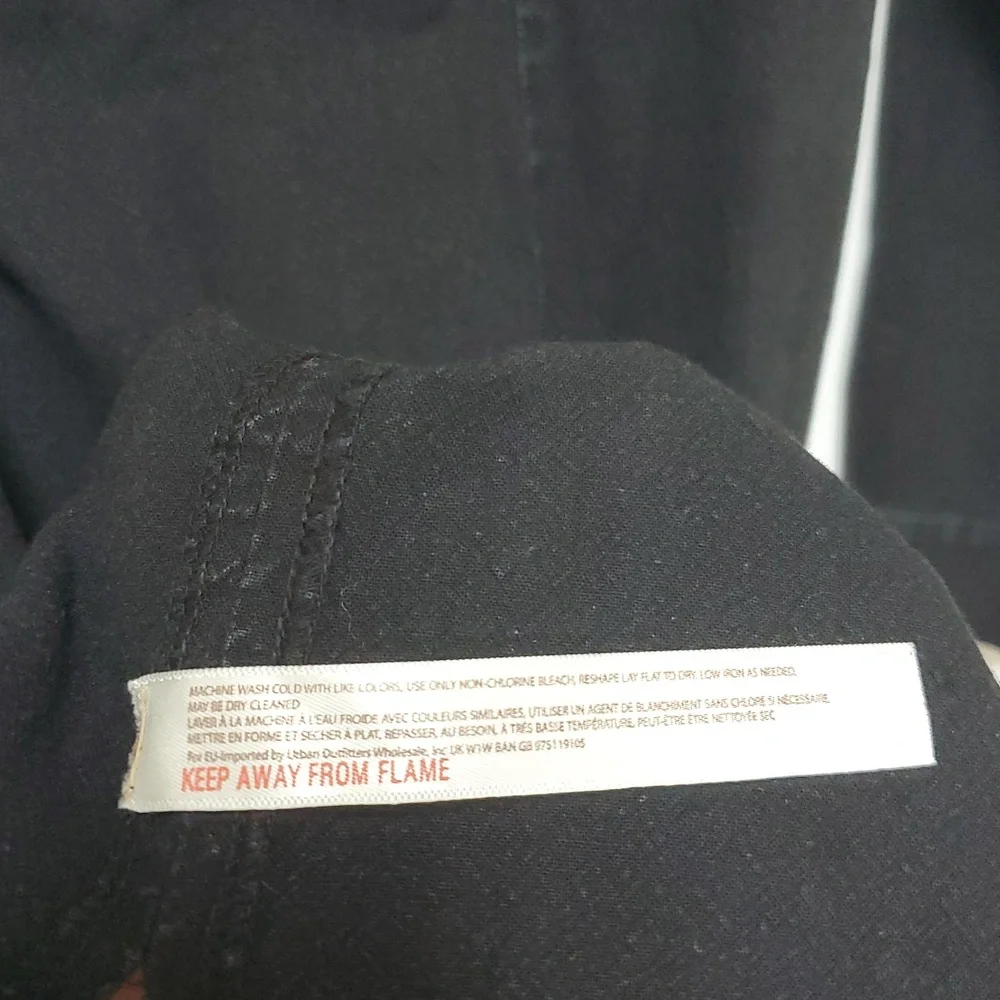 MACHINE WASH COLD WITH LIKE COLORS, USE ONLY NON-CHLORINE BLEACH, RESHAPE LAY FLAT TO DRY, LOW IRON AS NEEDED,
MAY BE DRY CLEANED
LAVER À LA MACHINE À L'EAU FROIDE AVEC COULEURS SIMILAIRES, UTILISER UN AGENT DE BLANCHIMENT SANS CHLORE SI NÉCESSAIRE
METTRE EN FORME ET SECHER À PLAT, REPASSER, AU BESOIN, À TRÉS BASSE TEMPÉRATURE, PEUT-ÊTRE ÊTRE NETTOYÉE SEC
For EU-Imported by Urban Outfitters Wholesale, Inc UK W1W 8AN GB 975119105
KEEP AWAY FROM FLAME